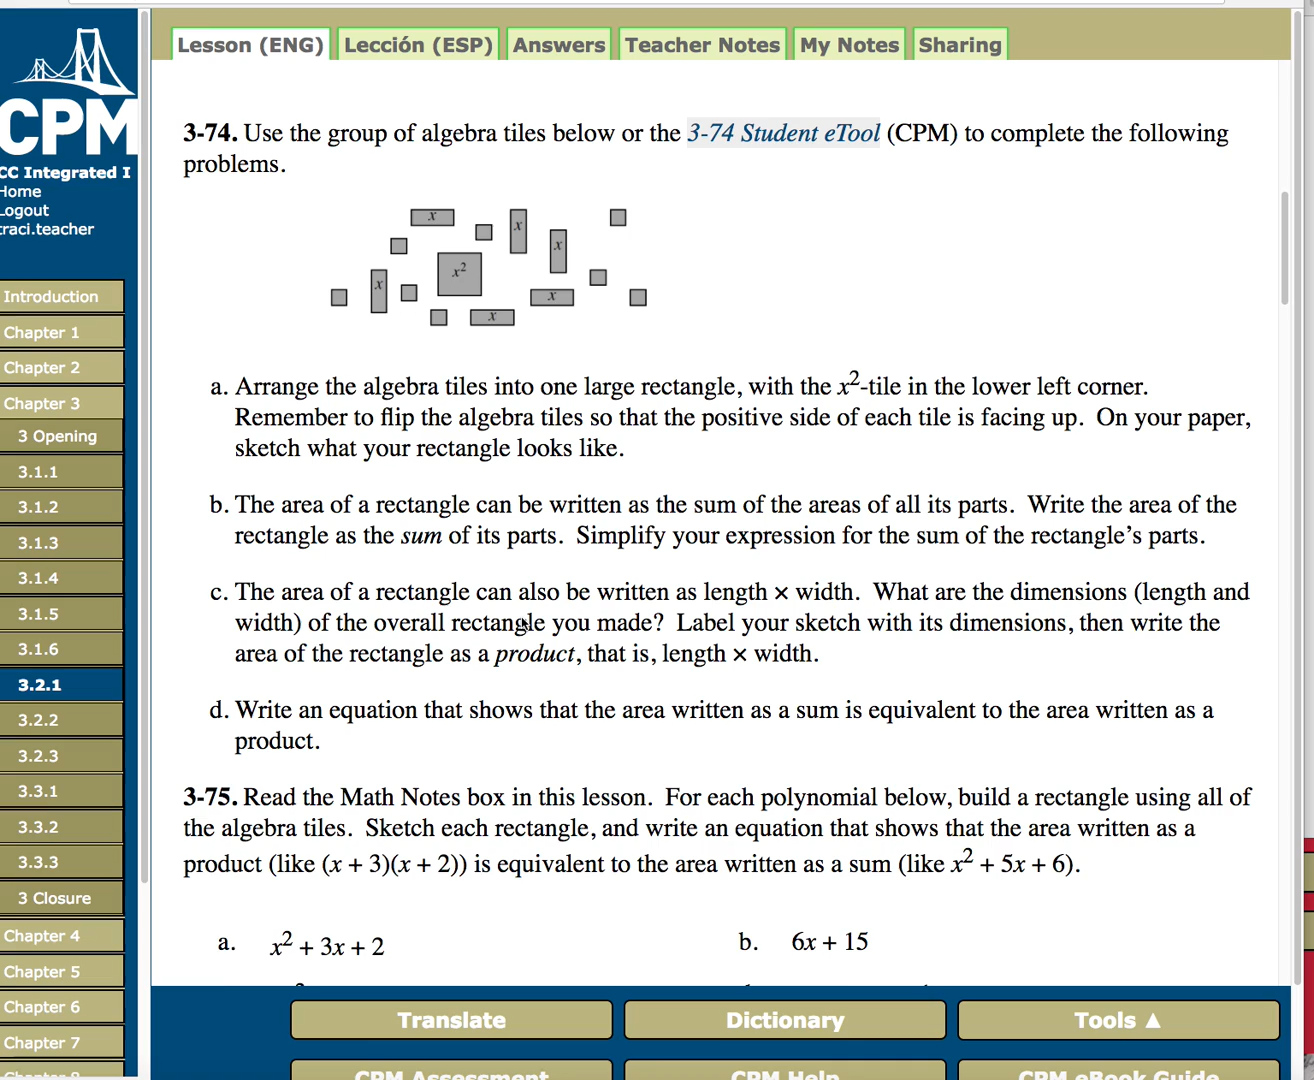 Lesson (ENG)
Lección (ESP)
Answers
Teacher Notes
My Notes
Sharing
CPM
CC Integrated I
Home
Logout
traci.teacher
Introduction
Chapter 1
Chapter 2
Chapter 3
3 Opening
3.1.1
3.1.2
3.1.3
3.1.4
3.1.5
3.1.6
3.2.1
3.2.2
3.2.3
3.3.1
3.3.2
3.3.3
3 Closure
Chapter 4
Chapter 5
Chapter 6
Chapter 7
Chapter 8
3-74. Use the group of algebra tiles below or the 3-74 Student eTool (CPM) to complete the following
problems.
x
x
x
x²
x
x
x
a. Arrange the algebra tiles into one large rectangle, with the x²-tile in the lower left corner.
Remember to flip the algebra tiles so that the positive side of each tile is facing up. On your paper,
sketch what your rectangle looks like.
b. The area of a rectangle can be written as the sum of the areas of all its parts. Write the area of the
rectangle as the sum of its parts. Simplify your expression for the sum of the rectangle’s parts.
c. The area of a rectangle can also be written as length × width. What are the dimensions (length and
width) of the overall rectangle you made? Label your sketch with its dimensions, then write the
area of the rectangle as a product, that is, length × width.
d. Write an equation that shows that the area written as a sum is equivalent to the area written as a
product.
3-75. Read the Math Notes box in this lesson. For each polynomial below, build a rectangle using all of
the algebra tiles. Sketch each rectangle, and write an equation that shows that the area written as a
product (like (x + 3)(x + 2)) is equivalent to the area written as a sum (like x² + 5x + 6).
a. x² + 3x + 2
b. 6x + 15
Translate
Dictionary
Tools ▲
CPM Assessment
CPM Help
CPM eBook Guide